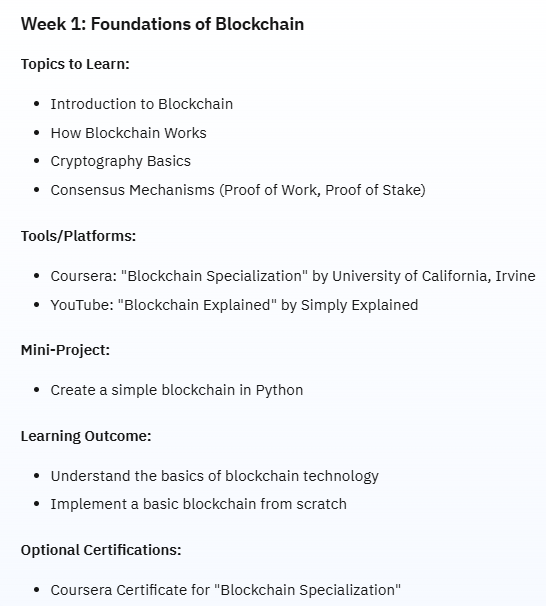 Week 1: Foundations of Blockchain
Topics to Learn:
• Introduction to Blockchain
• How Blockchain Works
• Cryptography Basics
• Consensus Mechanisms (Proof of Work, Proof of Stake)
Tools/Platforms:
• Coursera: "Blockchain Specialization" by University of California, Irvine
• YouTube: "Blockchain Explained" by Simply Explained
Mini-Project:
• Create a simple blockchain in Python
Learning Outcome:
• Understand the basics of blockchain technology
• Implement a basic blockchain from scratch
Optional Certifications:
• Coursera Certificate for "Blockchain Specialization"